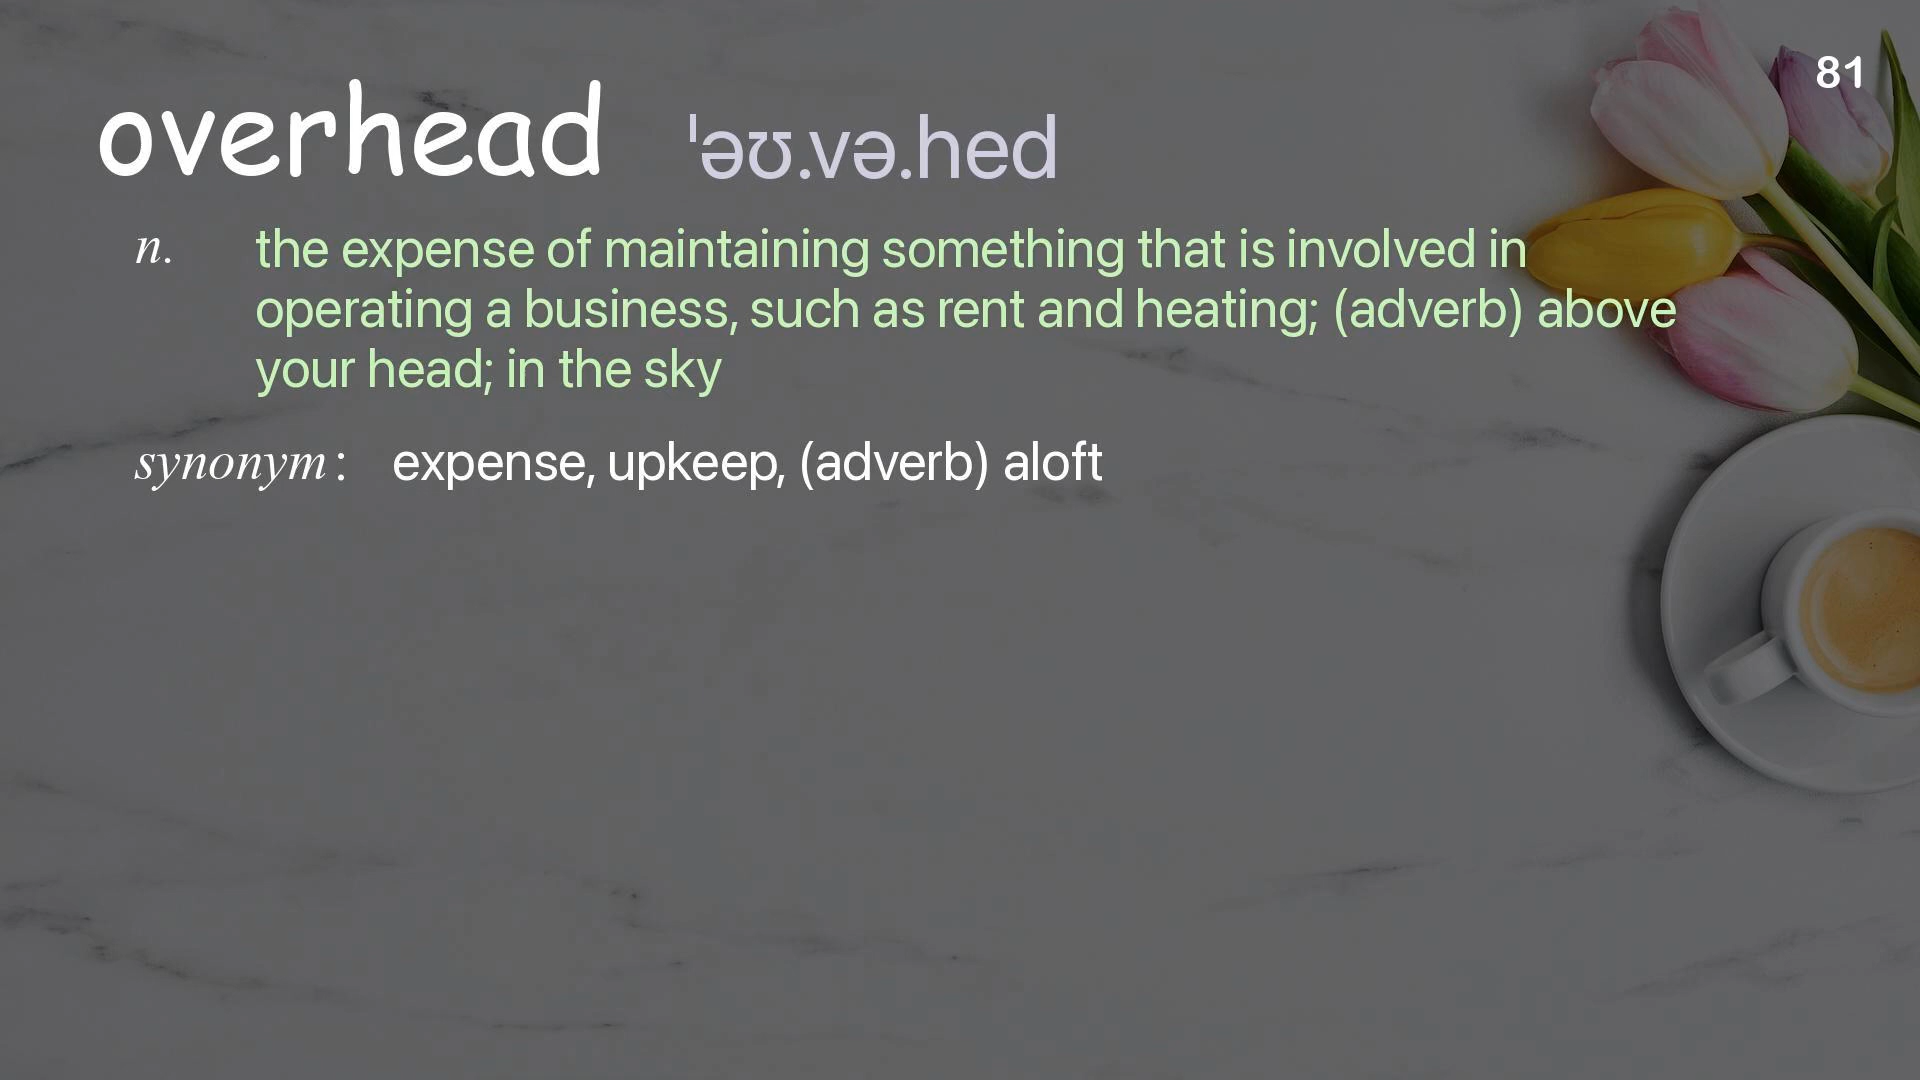 81
overhead ˈəʊ.və.hed
n. the expense of maintaining something that is involved in
operating a business, such as rent and heating; (adverb) above
your head; in the sky
synonym: expense, upkeep, (adverb) aloft